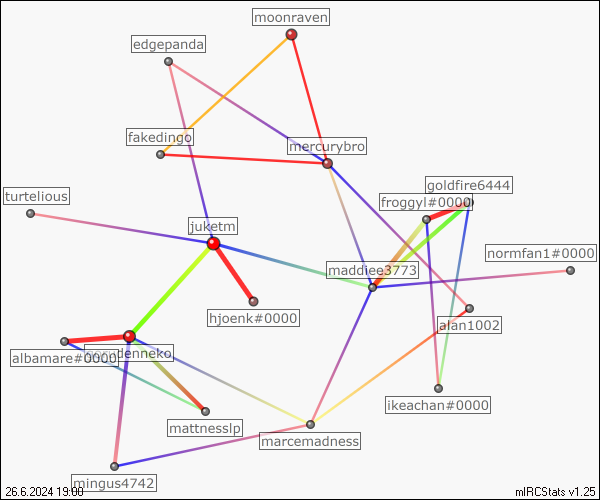 moonraven
edgepanda
fakedingo
mercurybro
goldfire6444
turtelious
froggyl#0000
juketm
normfan1#0000
maddiee3773
hjoenk#0000
alan1002
albamare#0000
ikeachan#0000
mattnesslp
marcemadness
mingus4742
26.6.2024 19:00
mIRCStats v1.25